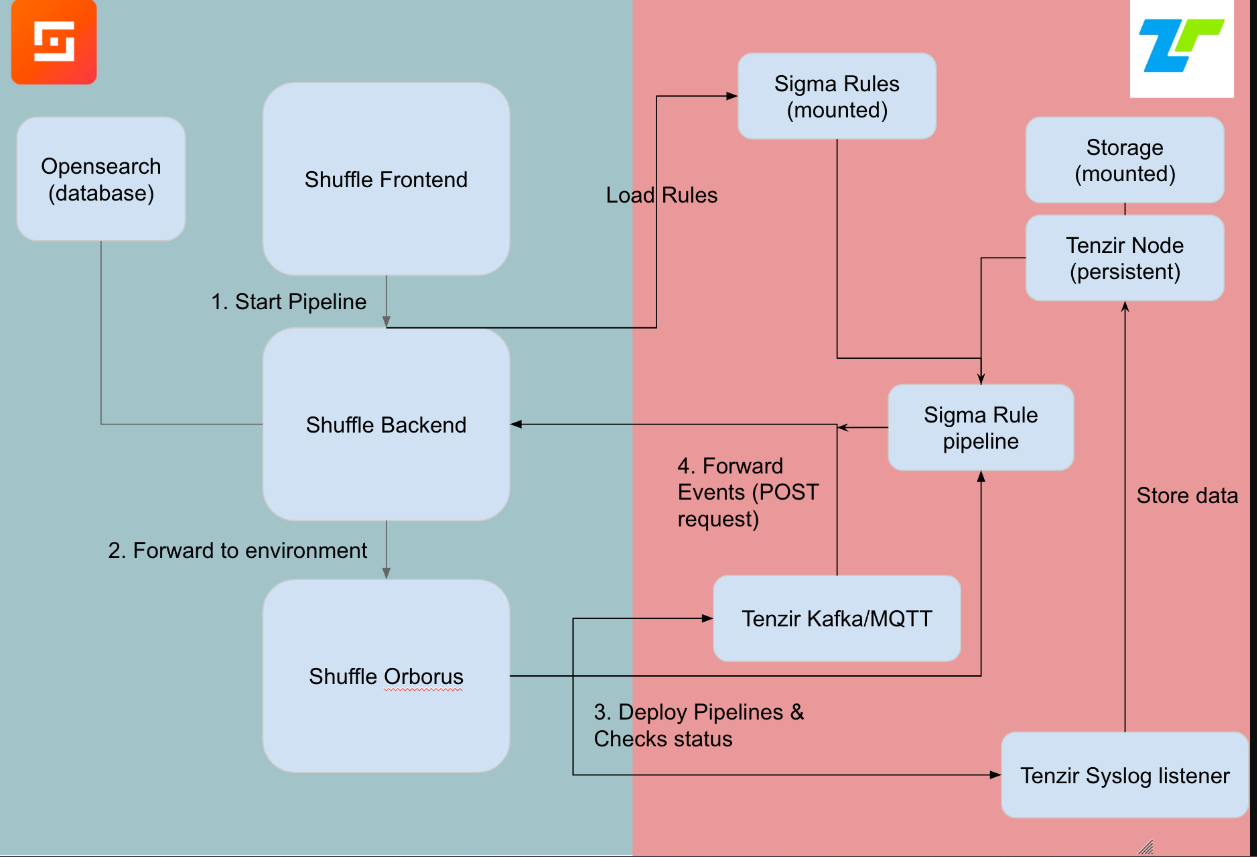 Opensearch
(database)
Shuffle Frontend
Sigma Rules
(mounted)
Storage
(mounted)
Load Rules
Tenzir Node
(persistent)
1. Start Pipeline
Shuffle Backend
Sigma Rule
pipeline
4. Forward
Events (POST
request)
Store data
2. Forward to environment
Tenzir Kafka/MQTT
Shuffle Orborus
3. Deploy Pipelines &
Checks status
Tenzir Syslog listener